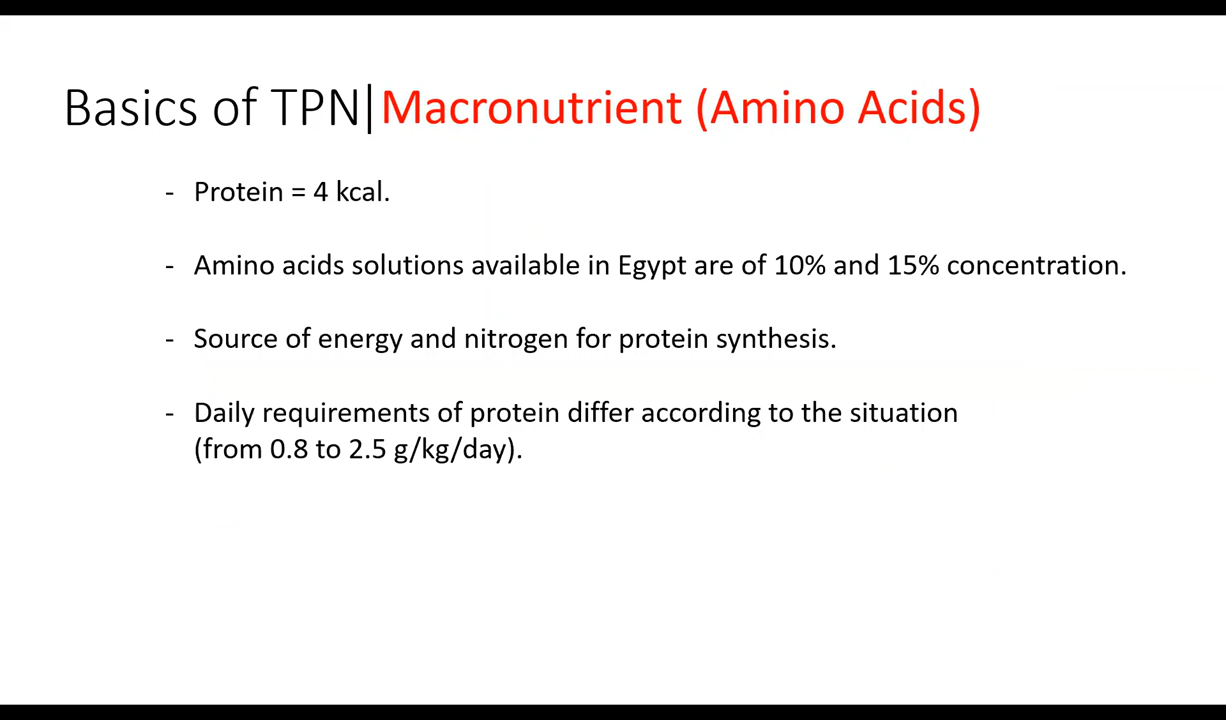 Basics of TPN|Macronutrient (Amino Acids)
- Protein = 4 kcal.
- Amino acids solutions available in Egypt are of 10% and 15% concentration.
- Source of energy and nitrogen for protein synthesis.
- Daily requirements of protein differ according to the situation
(from 0.8 to 2.5 g/kg/day).